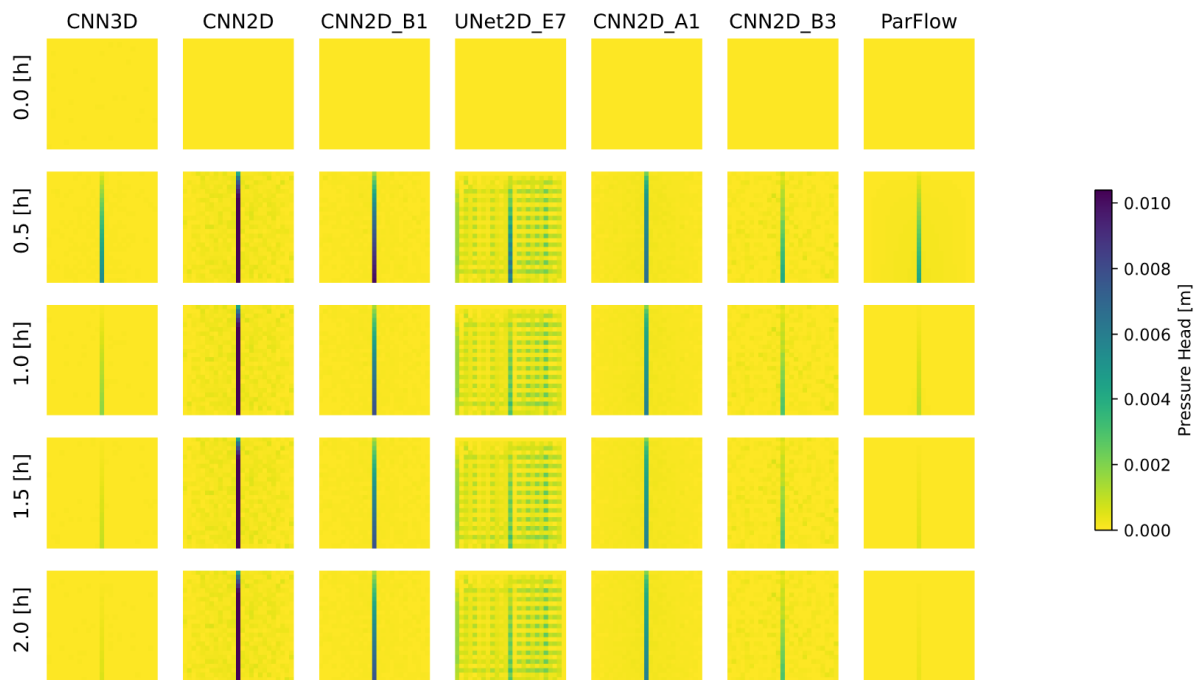 CNN3D CNN2D CNN2D_B1 UNet2D_E7 CNN2D_A1 CNN2D_B3 ParFlow
0.0 [h]
0.5 [h]
1.0 [h]
1.5 [h]
2.0 [h]
0.010
0.008
0.006
0.004
0.002
0.000
Pressure Head [m]